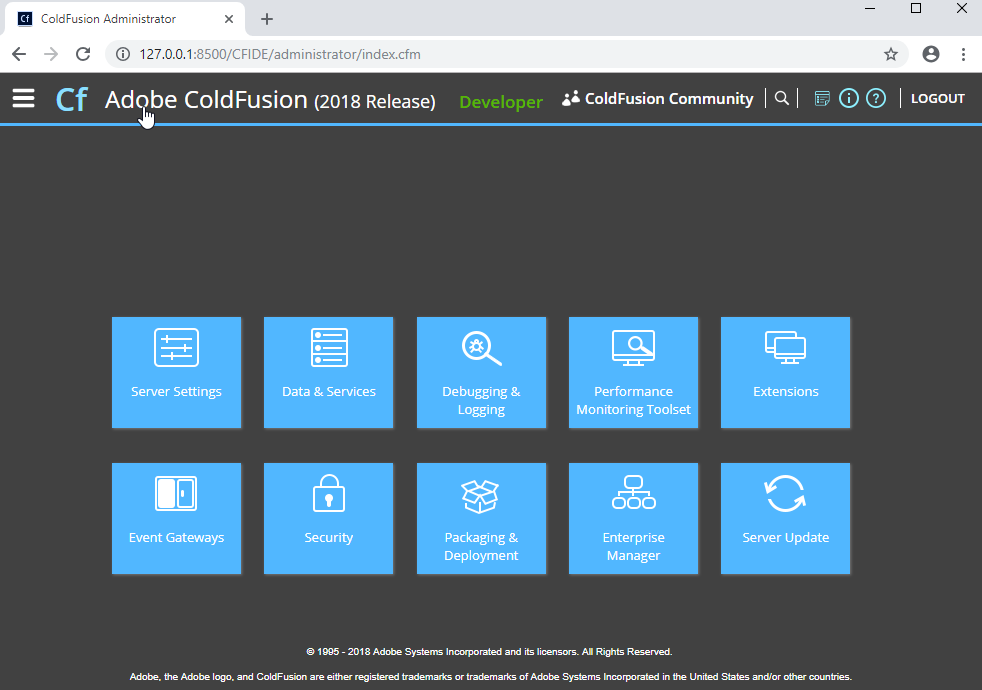 Cf ColdFusion Administrator
127.0.0.1:8500/CFIDE/administrator/index.cfm
Cf Adobe ColdFusion (2018 Release) Developer ColdFusion Community LOGOUT
Server Settings
Data & Services
Debugging &
Logging
Performance
Monitoring Toolset
Extensions
Event Gateways
Security
Packaging &
Deployment
Enterprise
Manager
Server Update
© 1995 - 2018 Adobe Systems Incorporated and its licensors. All Rights Reserved.
Adobe, the Adobe logo, and ColdFusion are either registered trademarks or trademarks of Adobe Systems Incorporated in the United States and/or other countries.